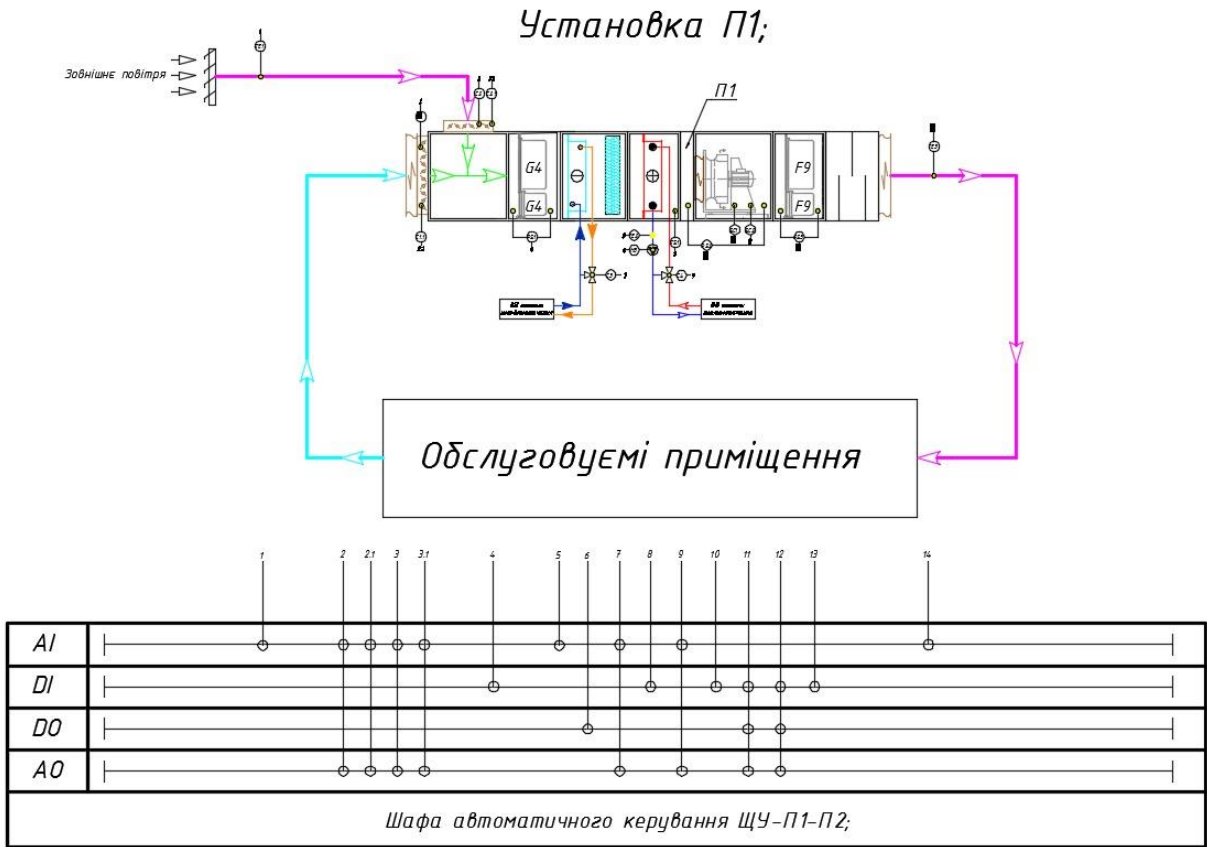 Установка П1;
Зовнішнє повітря
П1
G4
G4
F9
F9
Обслуговуємі приміщення
1 2 2.1 3 3.1 4 5 6 7 8 9 10 11 12 13 14
AI
DI
DO
AO
Шафа автоматичного керування ЩУ-П1-П2;